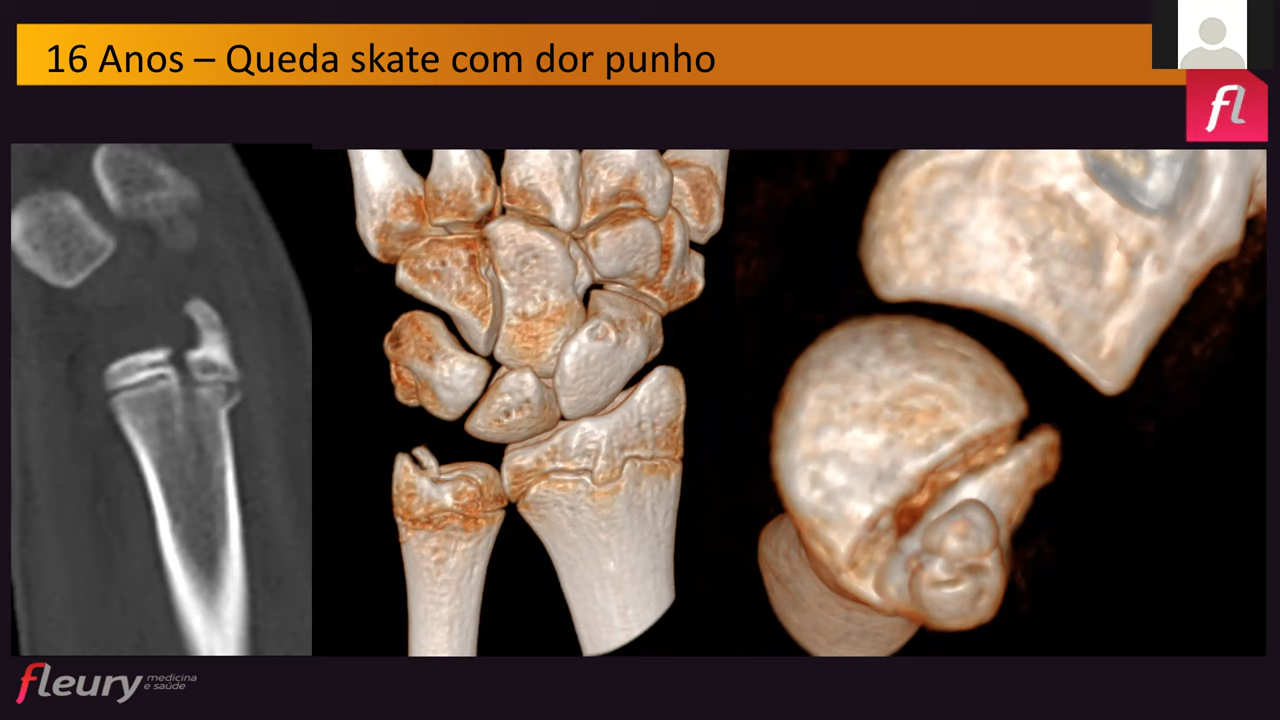 16 Anos – Queda skate com dor punho
fl
fleury medicina
e saúde